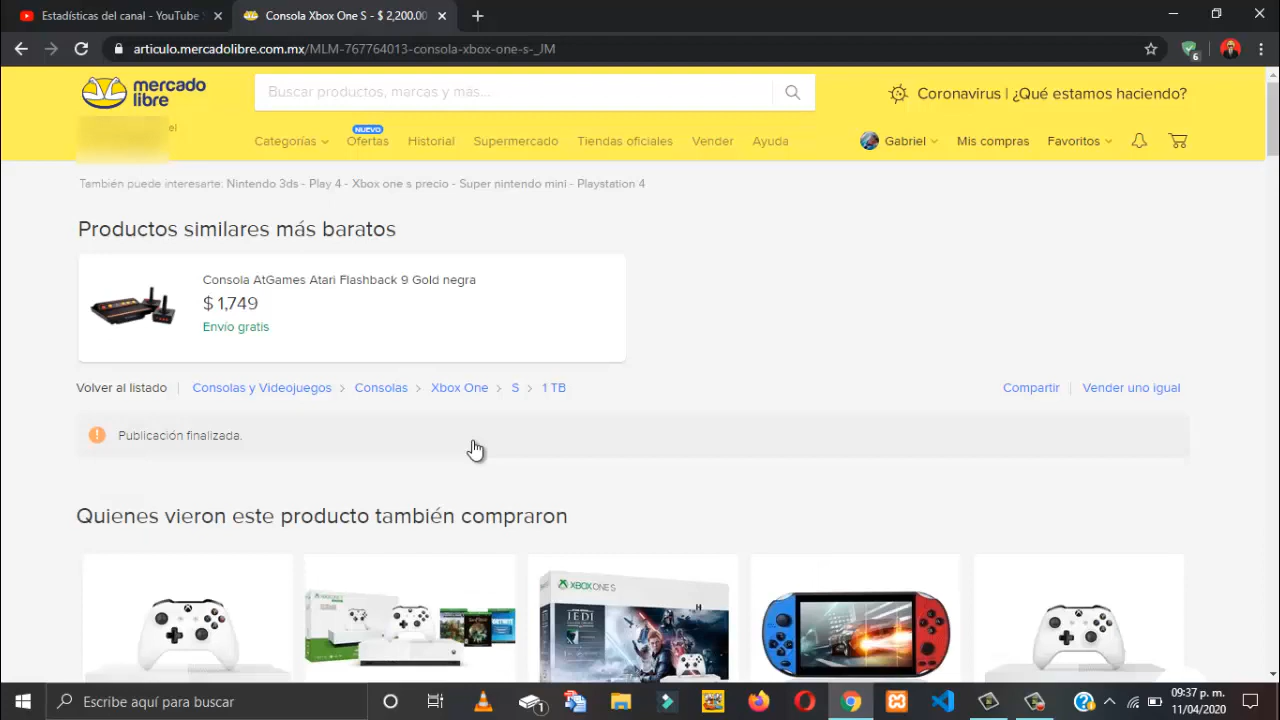 Estadísticas del canal - YouTube
Consola Xbox One S - $ 2,200.00
articulo.mercadolibre.com.mx/MLM-767764013-consola-xbox-one-s-_JM
6
mercado
libre
Buscar productos, marcas y más...
Coronavirus | ¿Qué estamos haciendo?
el
NUEVO
Categorías
Ofertas
Historial
Supermercado
Tiendas oficiales
Vender
Ayuda
Gabriel
Mis compras
Favoritos
También puede interesarte: Nintendo 3ds - Play 4 - Xbox one s precio - Super nintendo mini - Playstation 4
Productos similares más baratos
Consola AtGames Atari Flashback 9 Gold negra
$ 1,749
Envío gratis
Volver al listado
Consolas y Videojuegos > Consolas > Xbox One > S > 1 TB
Compartir
Vender uno igual
Publicación finalizada.
Quienes vieron este producto también compraron
XBOX ONE S
JEDI
Escribe aquí para buscar
1
09:37 p. m.
11/04/2020